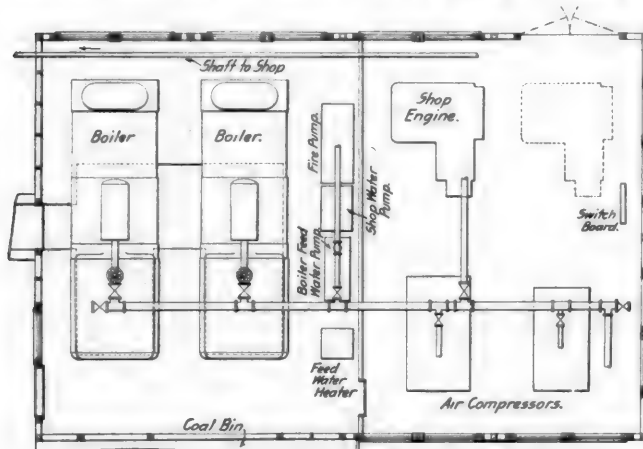 Shaft to Shop
Boiler
Boiler.
Fire Pump.
Shop Water
Pump.
Boiler Feed
Water Pump.
Shop
Engine.
Switch
Board.
Feed
Water
Heater
Air Compressors.
Coal Bin